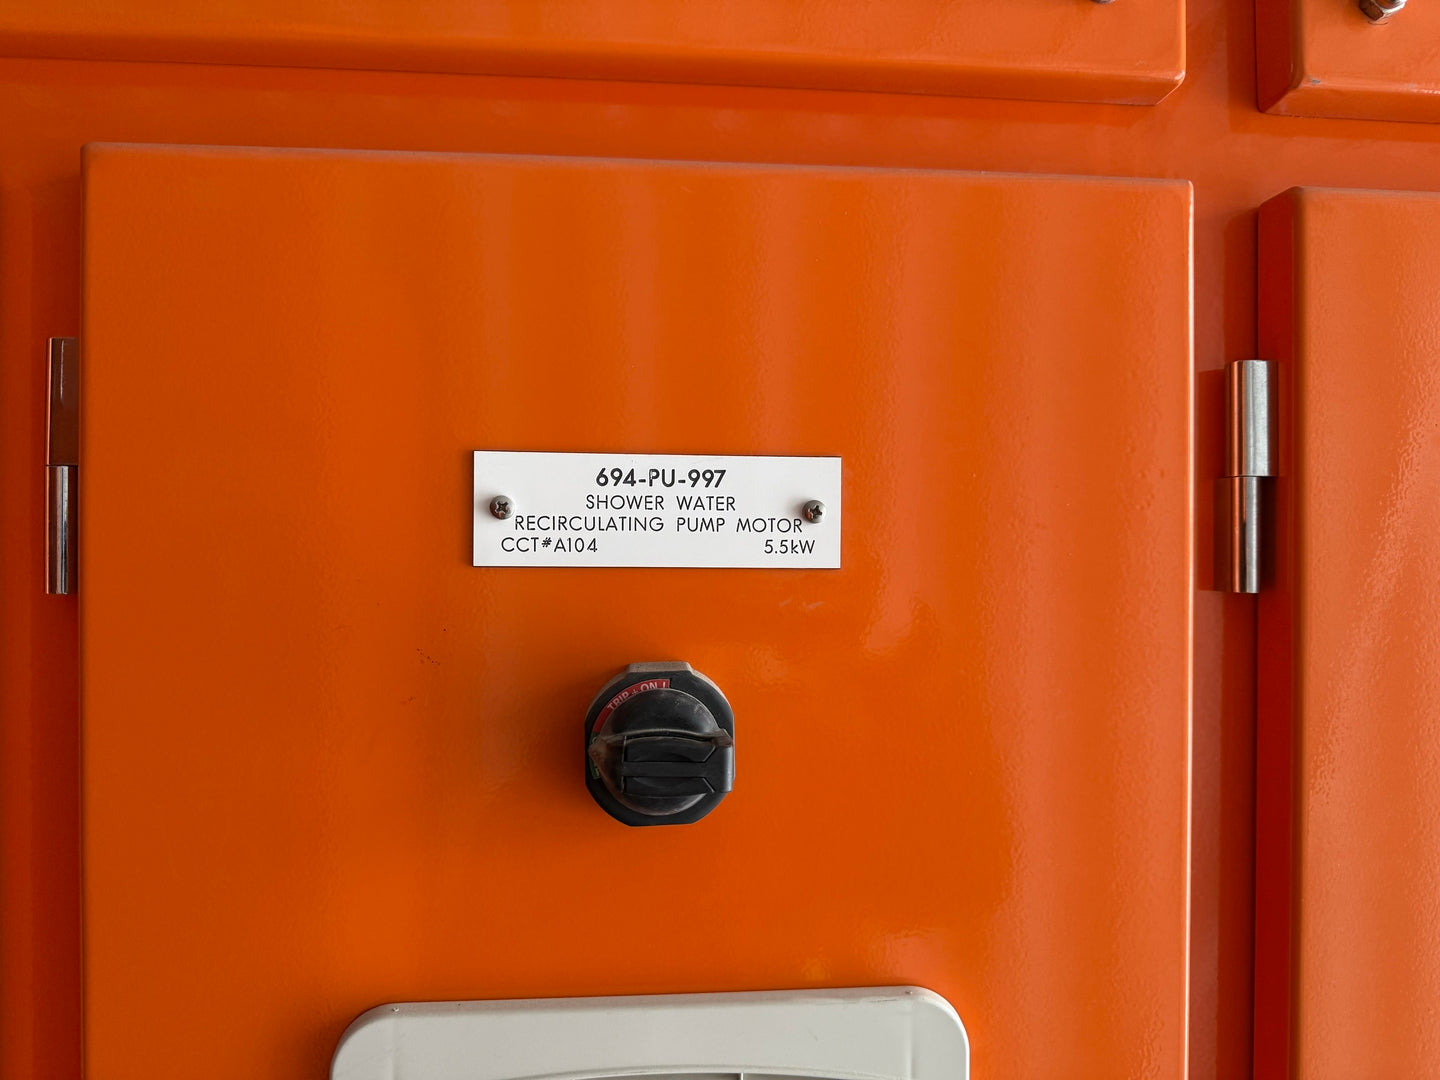 694-PU-997
SHOWER WATER
RECIRCULATING PUMP MOTOR
CCT#A104 5.5kW
TRIP + ON I